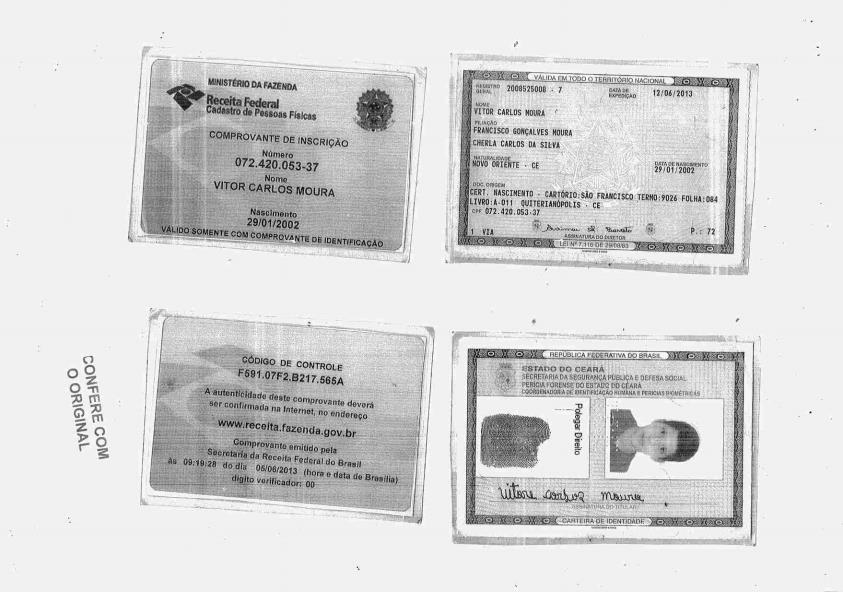 MINISTÉRIO DA FAZENDA
Receita Federal
Cadastro de Pessoas Físicas
COMPROVANTE DE INSCRIÇÃO
Número
072.420.053-37
Nome
VITOR CARLOS MOURA
Nascimento
29/01/2002
VÁLIDO SOMENTE COM COMPROVANTE DE IDENTIFICAÇÃO
VÁLIDA EM TODO O TERRITÓRIO NACIONAL
REGISTRO GERAL 2008525008 - 7 DATA DE EXPEDIÇÃO 12/06/2013
NOME
VITOR CARLOS MOURA
FILIAÇÃO
FRANCISCO GONÇALVES MOURA
CHERLA CARLOS DA SILVA
NATURALIDADE DATA DE NASCIMENTO
NOVO ORIENTE - CE 29/01/2002
DOC. ORIGEM
CERT. NASCIMENTO - CARTÓRIO:SÃO FRANCISCO TERMO:9026 FOLHA:084
LIVRO:A-011 QUITERIANÓPOLIS - CE
CPF 072.420.053-37
1 VIA P.: 72
ASSINATURA DO DIRETOR
LEI Nº 7.116 DE 29/08/83
CÓDIGO DE CONTROLE
F591.07F2.B217.565A
A autenticidade deste comprovante deverá
ser confirmada na Internet, no endereço
www.receita.fazenda.gov.br
Comprovante emitido pela
Secretaria da Receita Federal do Brasil
às 09:19:28 do dia 05/06/2013 (hora e data de Brasília)
dígito verificador: 00
REPÚBLICA FEDERATIVA DO BRASIL
ESTADO DO CEARÁ
SECRETARIA DA SEGURANÇA PÚBLICA E DEFESA SOCIAL
PERÍCIA FORENSE DO ESTADO DO CEARÁ
COORDENADORIA DE IDENTIFICAÇÃO HUMANA E PERÍCIAS BIOMÉTRICAS
Polegar Direito
Vitor Carlos Moura
ASSINATURA DO TITULAR
CARTEIRA DE IDENTIDADE
CONFERE COM
O ORIGINAL